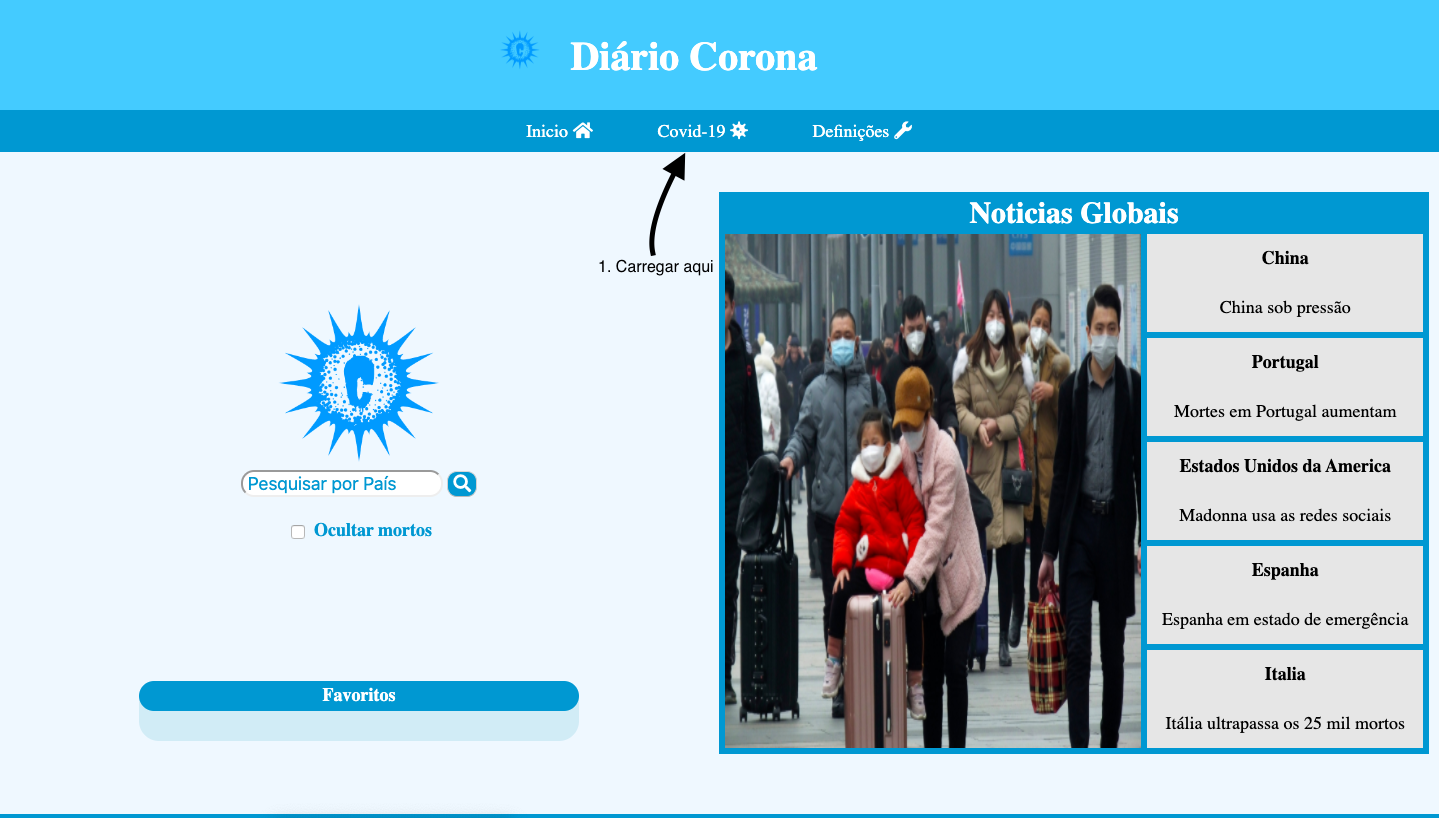 C
Diário Corona
Inicio
Covid-19
Definições
1. Carregar aqui
C
Pesquisar por País
Ocultar mortos
Favoritos
Noticias Globais
China
China sob pressão
Portugal
Mortes em Portugal aumentam
Estados Unidos da America
Madonna usa as redes sociais
Espanha
Espanha em estado de emergência
Italia
Itália ultrapassa os 25 mil mortos